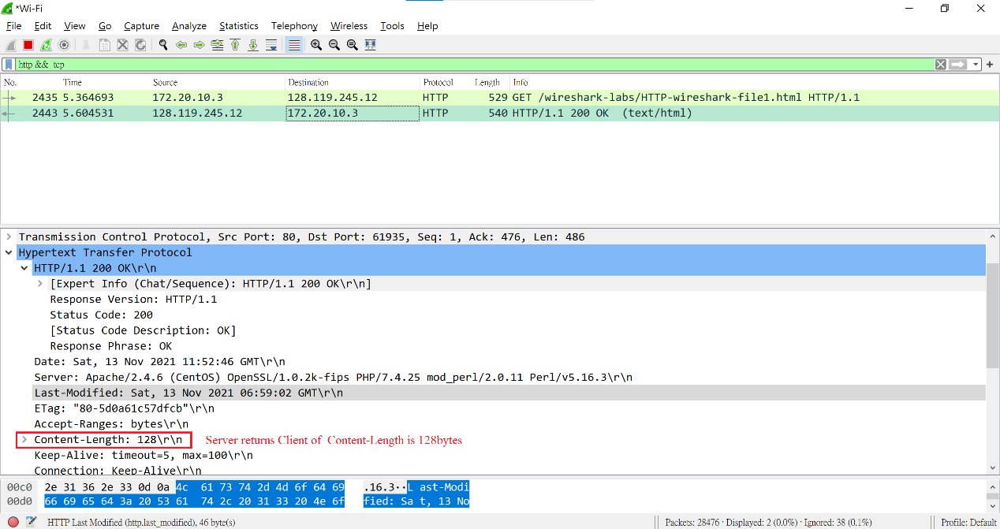 *Wi-Fi
File Edit View Go Capture Analyze Statistics Telephony Wireless Tools Help
http && tcp
No. Time Source Destination Protocol Length Info
2435 5.364693 172.20.10.3 128.119.245.12 HTTP 529 GET /wireshark-labs/HTTP-wireshark-file1.html HTTP/1.1
2443 5.604531 128.119.245.12 172.20.10.3 HTTP 540 HTTP/1.1 200 OK (text/html)
Transmission Control Protocol, Src Port: 80, Dst Port: 61935, Seq: 1, Ack: 476, Len: 486
Hypertext Transfer Protocol
HTTP/1.1 200 OK\r\n
[Expert Info (Chat/Sequence): HTTP/1.1 200 OK\r\n]
Response Version: HTTP/1.1
Status Code: 200
[Status Code Description: OK]
Response Phrase: OK
Date: Sat, 13 Nov 2021 11:52:46 GMT\r\n
Server: Apache/2.4.6 (CentOS) OpenSSL/1.0.2k-fips PHP/7.4.25 mod_perl/2.0.11 Perl/v5.16.3\r\n
Last-Modified: Sat, 13 Nov 2021 06:59:02 GMT\r\n
ETag: "80-5d0a61c57dfcb"\r\n
Accept-Ranges: bytes\r\n
Content-Length: 128\r\n Server returns Client of Content-Length is 128bytes
Keep-Alive: timeout=5, max=100\r\n
Connection: Keep-Alive\r\n
00c0 2e 31 36 2e 33 0d 0a 4c 61 73 74 2d 4d 6f 64 69 .16.3··L ast-Modi
00d0 66 69 65 64 3a 20 53 61 74 2c 20 31 33 20 4e 6f fied: Sa t, 13 No
HTTP Last Modified (http.last_modified), 46 byte(s) Packets: 28476 · Displayed: 2 (0.0%) · Ignored: 38 (0.1%) Profile: Default